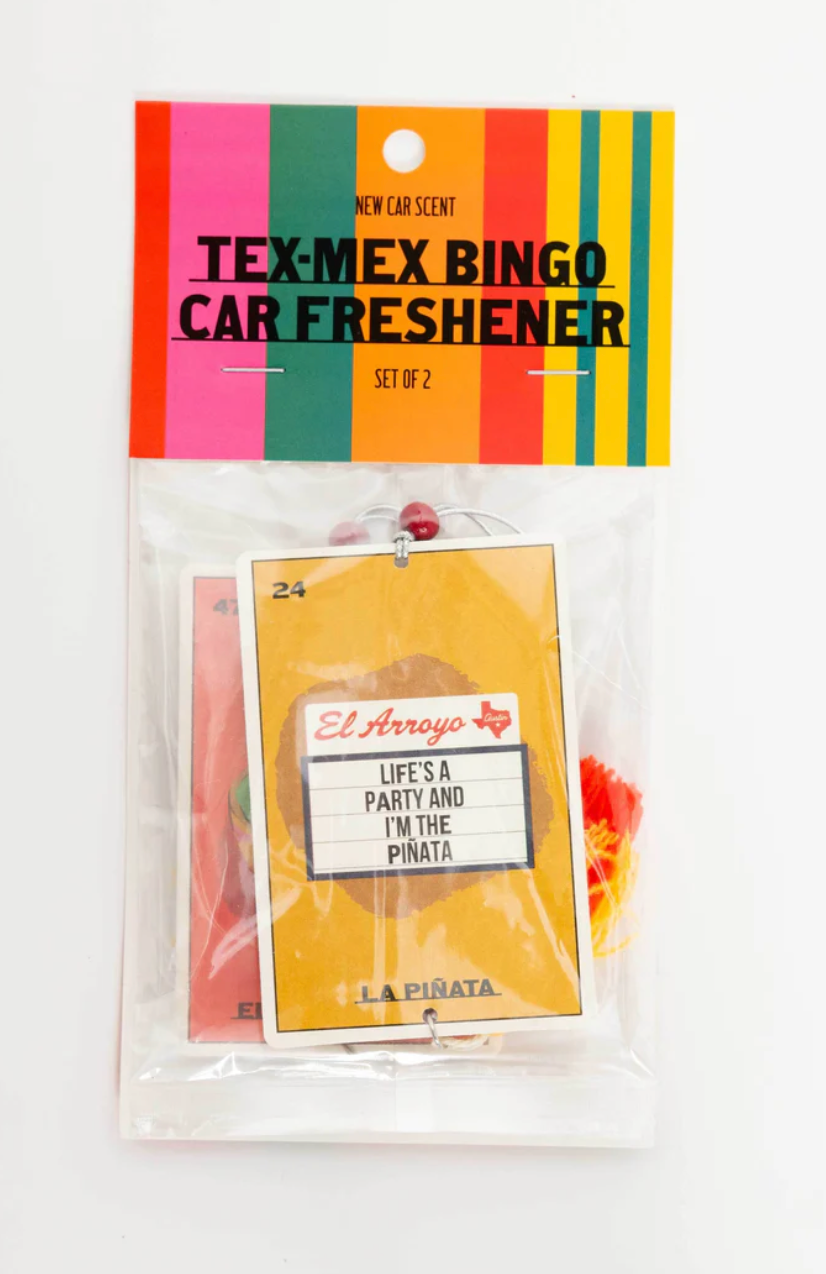 NEW CAR SCENT
TEX-MEX BINGO
CAR FRESHENER
SET OF 2
47
24
El Arroyo
Austin
LIFE'S A
PARTY AND
I'M THE
PIÑATA
LA PIÑATA